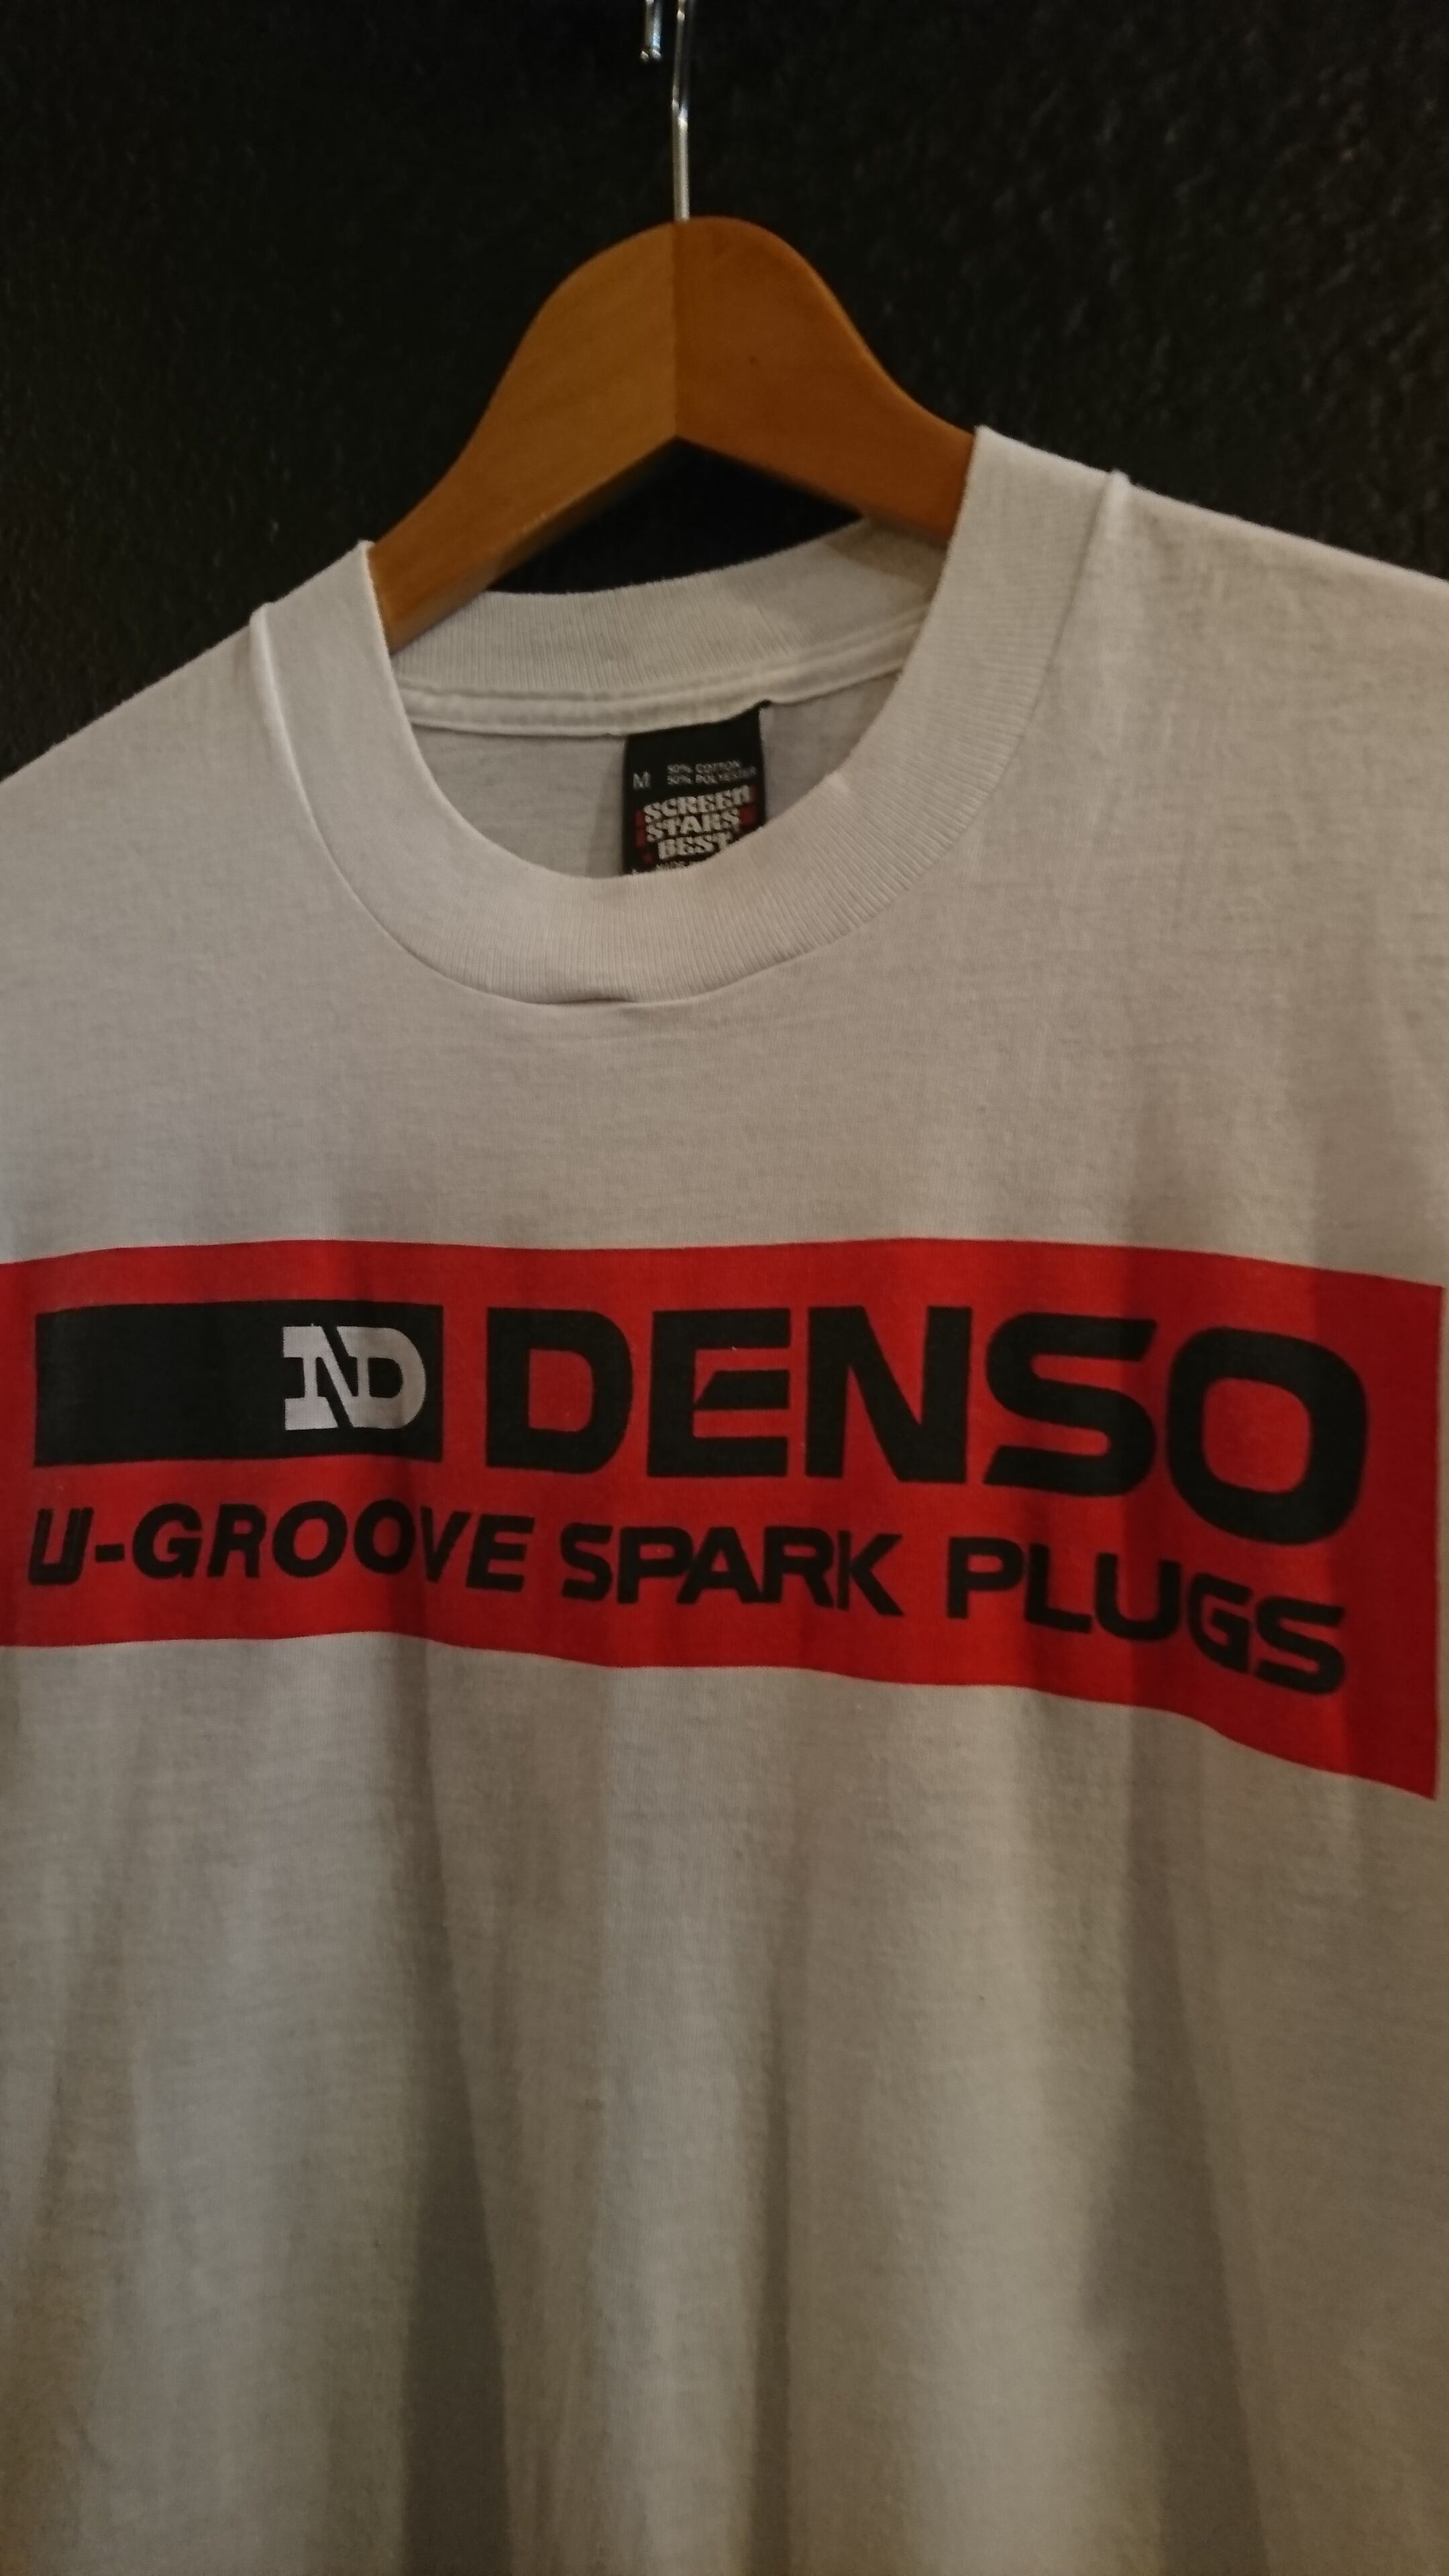 M 50% COTTON
50% POLYESTER
SCREEN
STARS
BEST
ND DENSO
U-GROOVE SPARK PLUGS